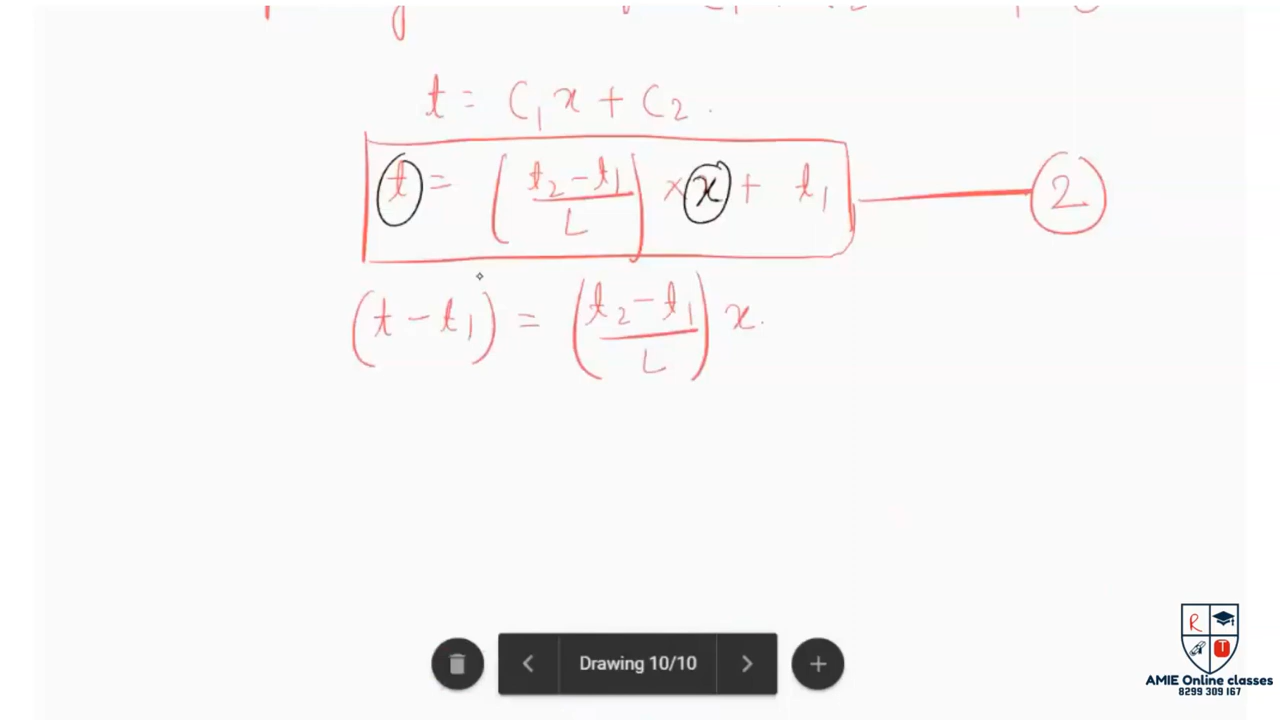 t = C₁x + C₂.
t = ((t₂ - t₁)/L) × x + t₁ ——— 2
(t - t₁) = ((t₂ - t₁)/L) x.
Drawing 10/10
R T
AMIE Online classes
8299 309 167